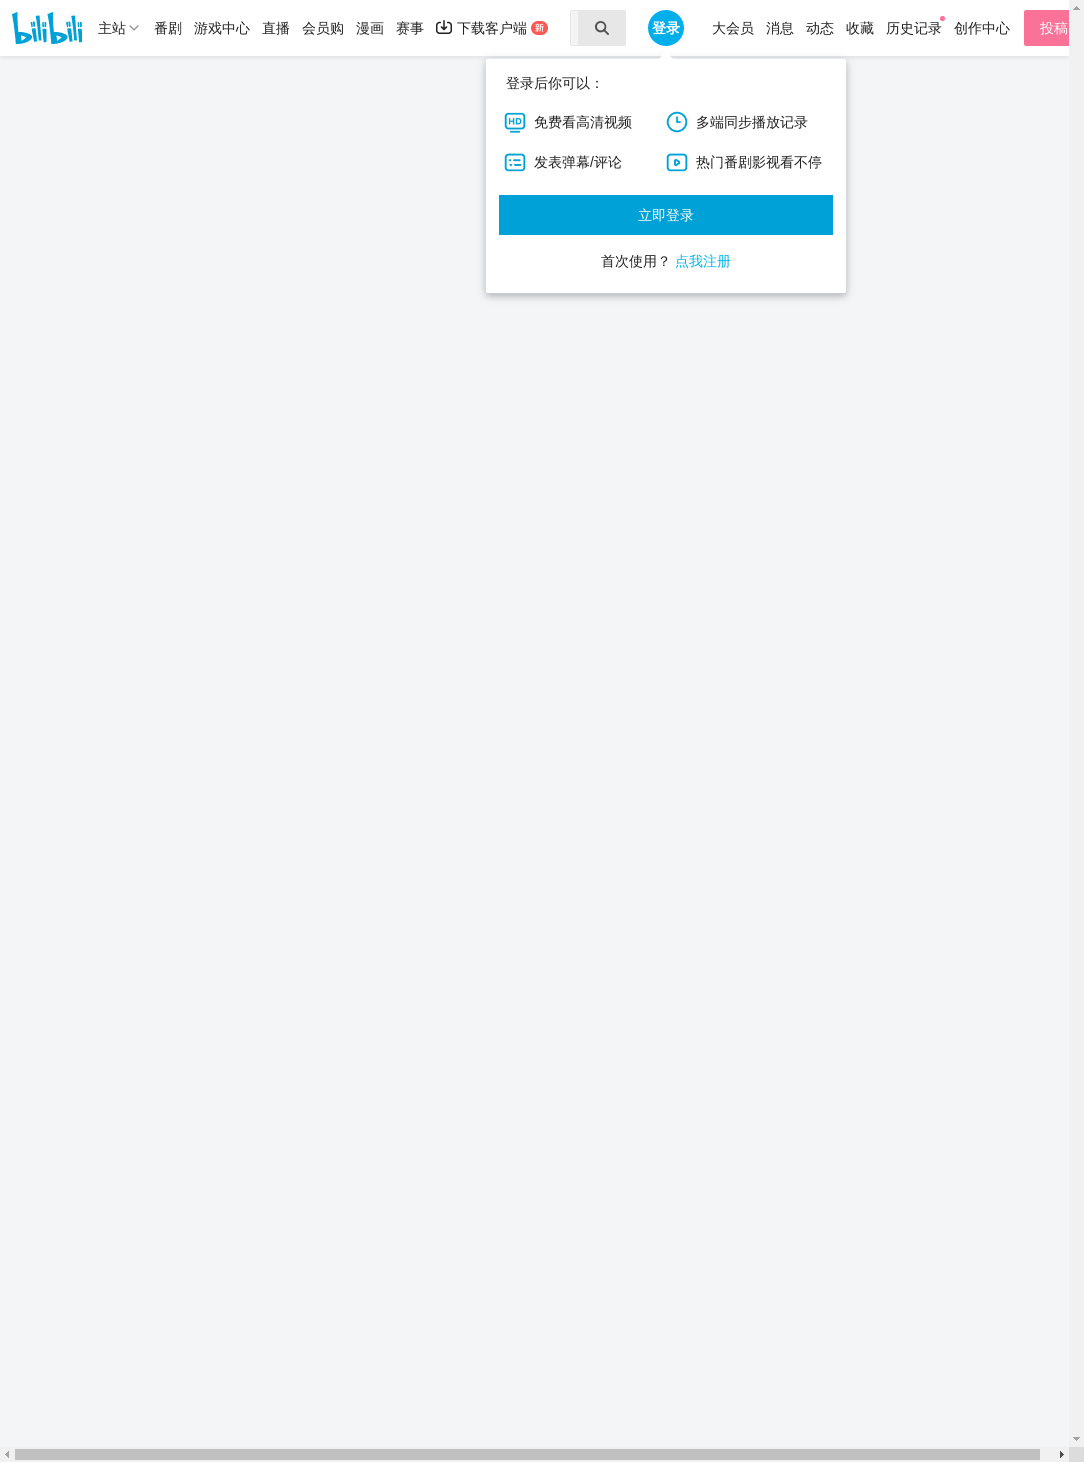 bilibili 主站 番剧 游戏中心 直播 会员购 漫画 赛事 下载客户端 新 登录 大会员 消息 动态 收藏 历史记录 创作中心 投稿
登录后你可以：
HD 免费看高清视频 多端同步播放记录
发表弹幕/评论 热门番剧影视看不停
立即登录
首次使用？ 点我注册